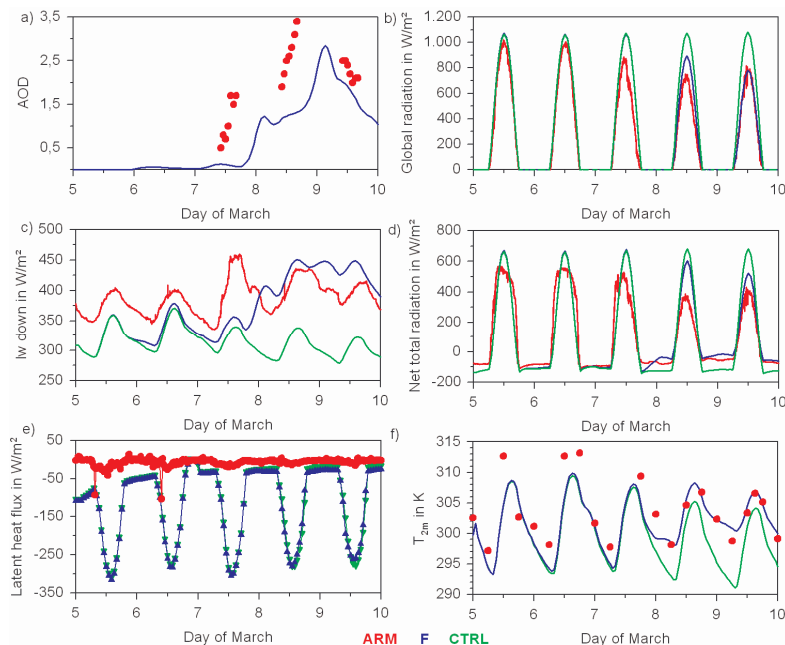 a)
3,5
2,5
1,5
0,5
AOD
5 6 7 8 9 10
Day of March
b)
1.200
1.000
800
600
400
200
0
Global radiation in W/m²
5 6 7 8 9 10
Day of March
c)
450
400
350
300
250
lw down in W/m²
5 6 7 8 9 10
Day of March
d)
800
600
400
200
0
-200
Net total radiation in W/m²
5 6 7 8 9 10
Day of March
e)
50
-50
-150
-250
-350
Latent heat flux in W/m²
5 6 7 8 9 10
Day of March
f)
315
310
305
300
295
290
T2m in K
5 6 7 8 9 10
Day of March
ARM F CTRL